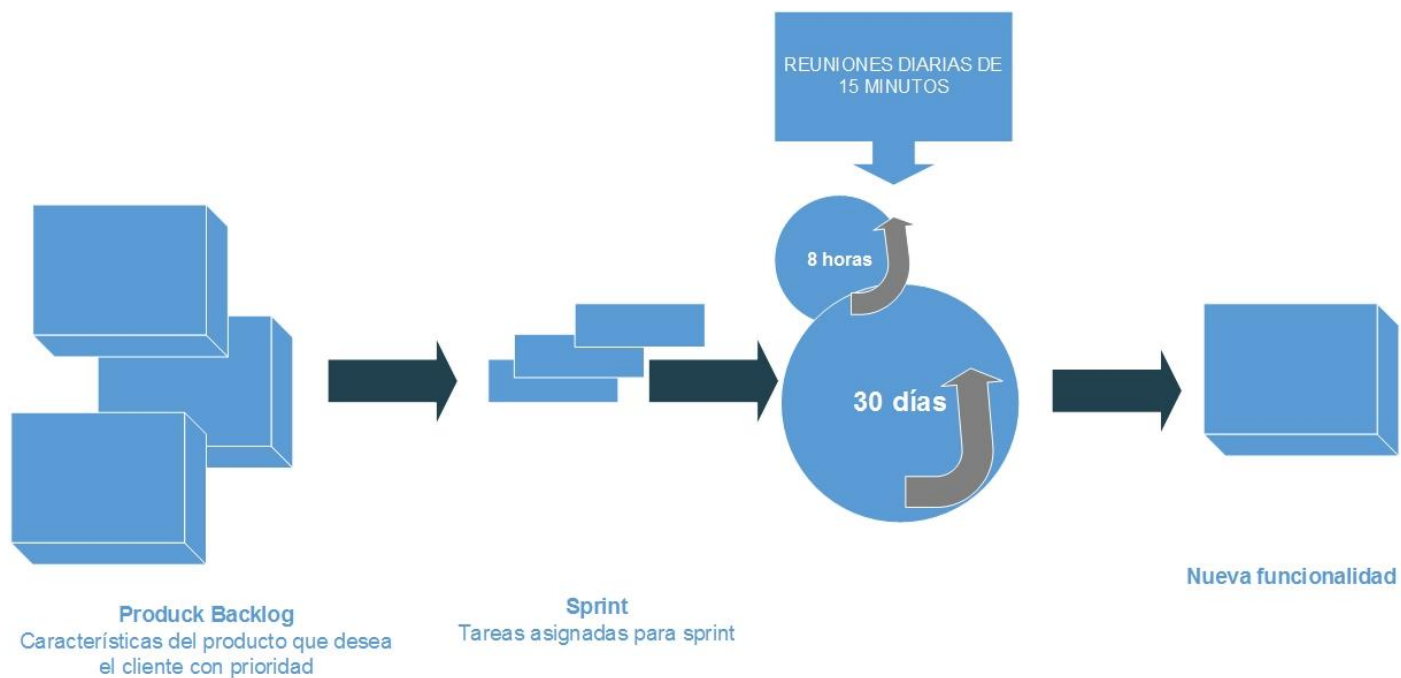 REUNIONES DIARIAS DE
15 MINUTOS
8 horas
30 días
Nueva funcionalidad
Produck Backlog
Características del producto que desea
el cliente con prioridad
Sprint
Tareas asignadas para sprint